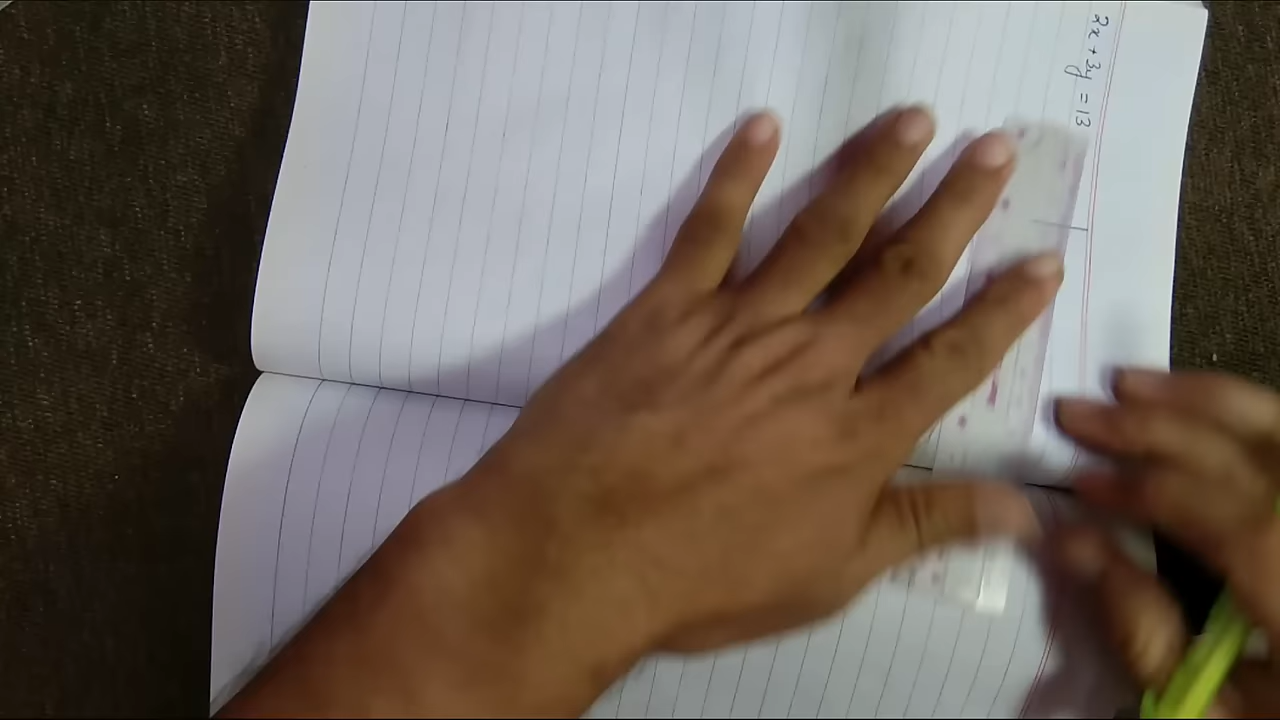 2x + 3y = 13